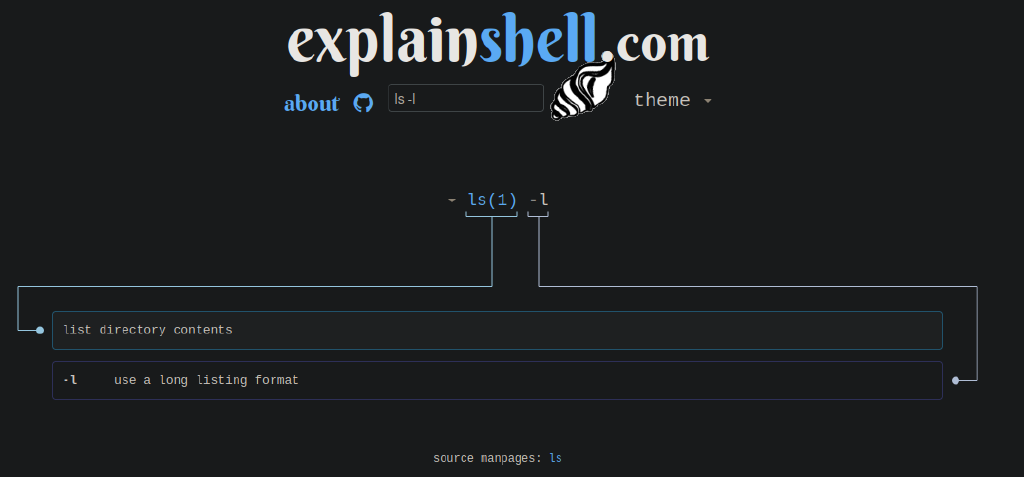 explainshell.com
about ls -l theme
ls(1) -l
list directory contents
-l use a long listing format
source manpages: ls